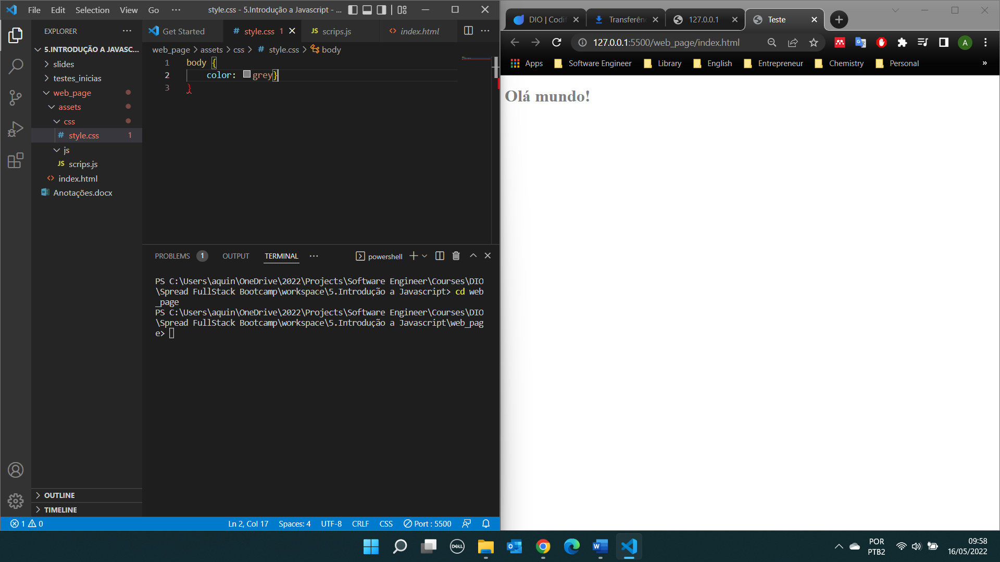 File Edit Selection View Go ··· style.css - 5.Introdução a Javascript - ...
EXPLORER ···
5.INTRODUÇÃO A JAVASC...
slides
testes_inicias
web_page
assets
css
# style.css 1
js
JS scrips.js
<> index.html
Anotações.docx
OUTLINE
TIMELINE
Get Started # style.css 1 JS scrips.js <> index.html ···
web_page > assets > css > # style.css > body
1 body {
2 color: grey}
3 }
PROBLEMS 1 OUTPUT TERMINAL ··· powershell
PS C:\Users\aquin\OneDrive\2022\Projects\Software Engineer\Courses\DIO
\Spread FullStack Bootcamp\workspace\5.Introdução a Javascript> cd web
_page
PS C:\Users\aquin\OneDrive\2022\Projects\Software Engineer\Courses\DIO
\Spread FullStack Bootcamp\workspace\5.Introdução a Javascript\web_pag
e>
1 0 Ln 2, Col 17 Spaces: 4 UTF-8 CRLF CSS Port : 5500
DIO | Codif Transferên 127.0.0.1 Teste
127.0.0.1:5500/web_page/index.html A
Apps Software Engineer Library English Entrepreneur Chemistry Personal »
Olá mundo!
DELL
POR
PTB2
09:58
16/05/2022